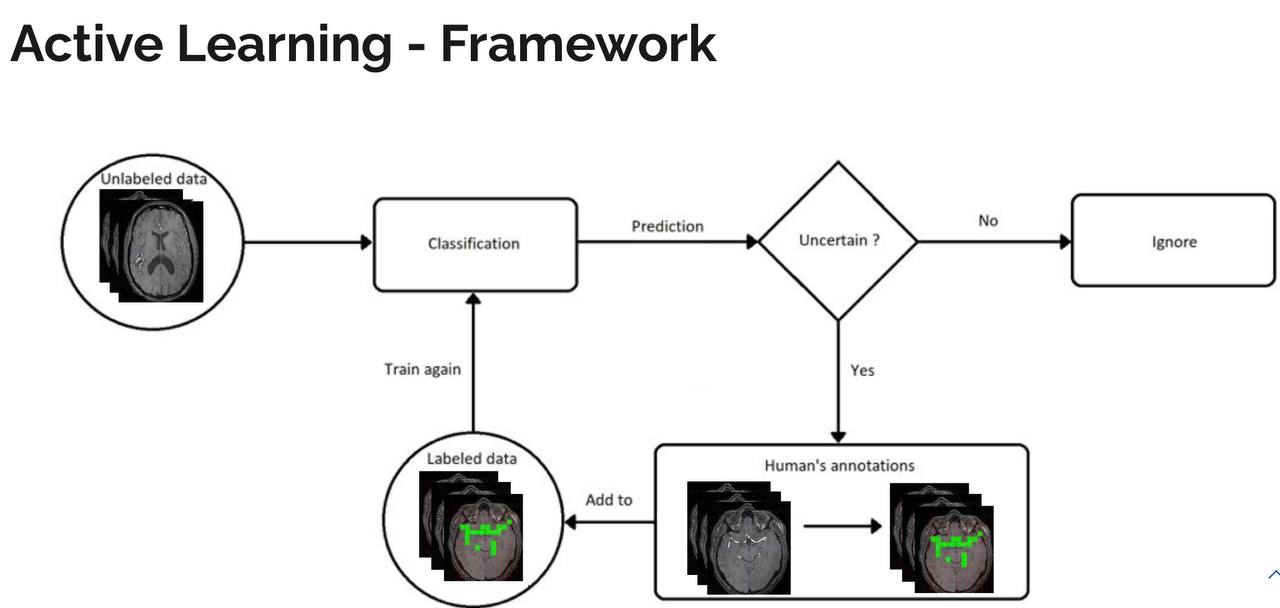 Active Learning - Framework
Unlabeled data
Classification
Prediction
Uncertain ?
No
Ignore
Train again
Yes
Labeled data
Add to
Human's annotations